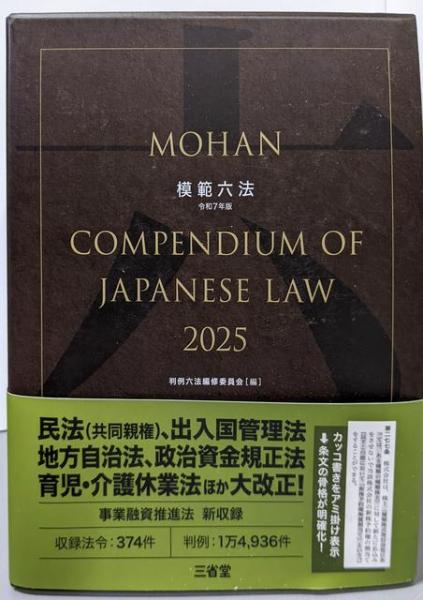 MOHAN
模範六法
令和7年版
COMPENDIUM OF
JAPANESE LAW
2025
判例六法編修委員会[編]
民法(共同親権)、出入国管理法
地方自治法、政治資金規正法
育児・介護休業法ほか大改正!
事業融資推進法 新収録
収録法令:374件
判例:1万4,936件
三省堂
カッコ書きをアミ掛け表示
↓条文の骨格が明確化!